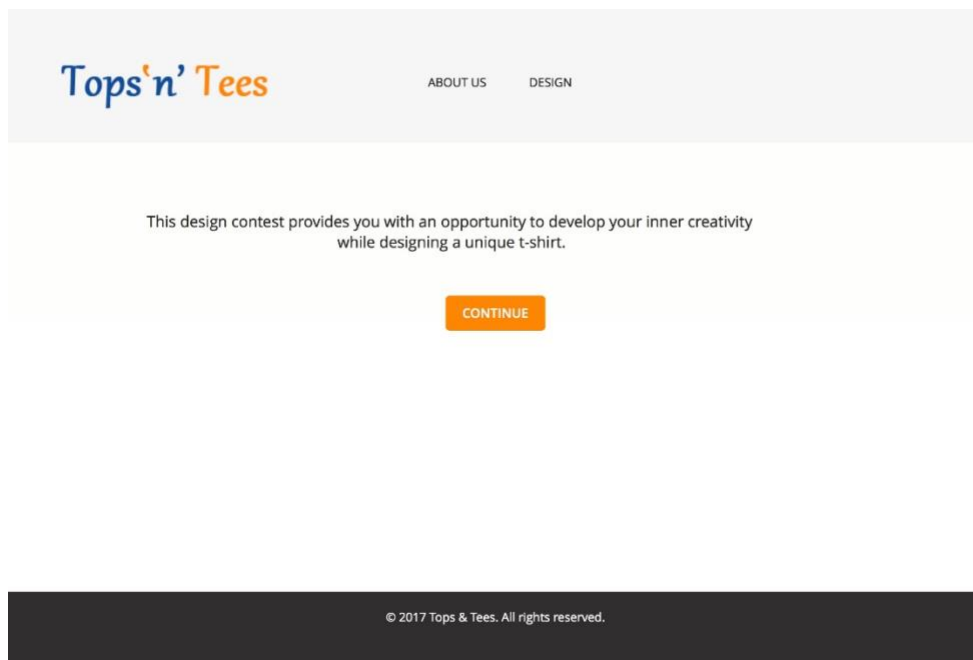 Tops‘n’ Tees
ABOUT US DESIGN
This design contest provides you with an opportunity to develop your inner creativity
while designing a unique t-shirt.
CONTINUE
© 2017 Tops & Tees. All rights reserved.